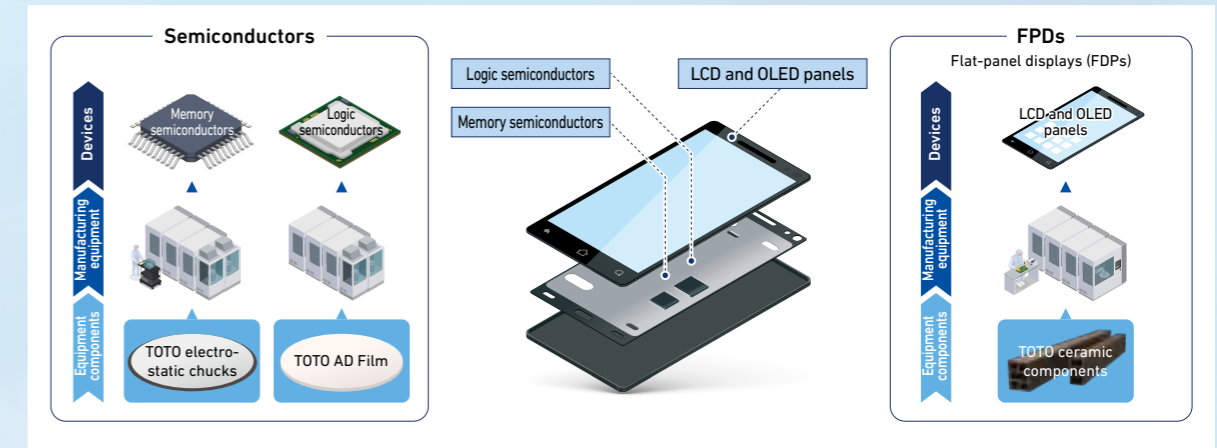 Semiconductors
Devices
Manufacturing
equipment
Equipment
components
Memory
semiconductors
Logic
semiconductors
TOTO electro-
static chucks
TOTO AD Film
Logic semiconductors
Memory semiconductors
LCD and OLED panels
FPDs
Flat-panel displays (FDPs)
Devices
Manufacturing
equipment
Equipment
components
LCD and OLED
panels
TOTO ceramic
components